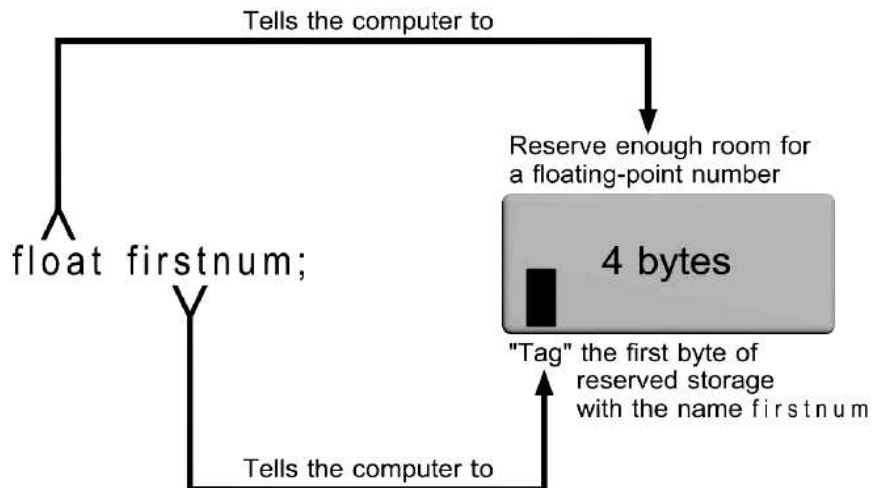 Tells the computer to
Reserve enough room for
a floating-point number
float firstnum;
4 bytes
"Tag" the first byte of
reserved storage
with the name firstnum
Tells the computer to